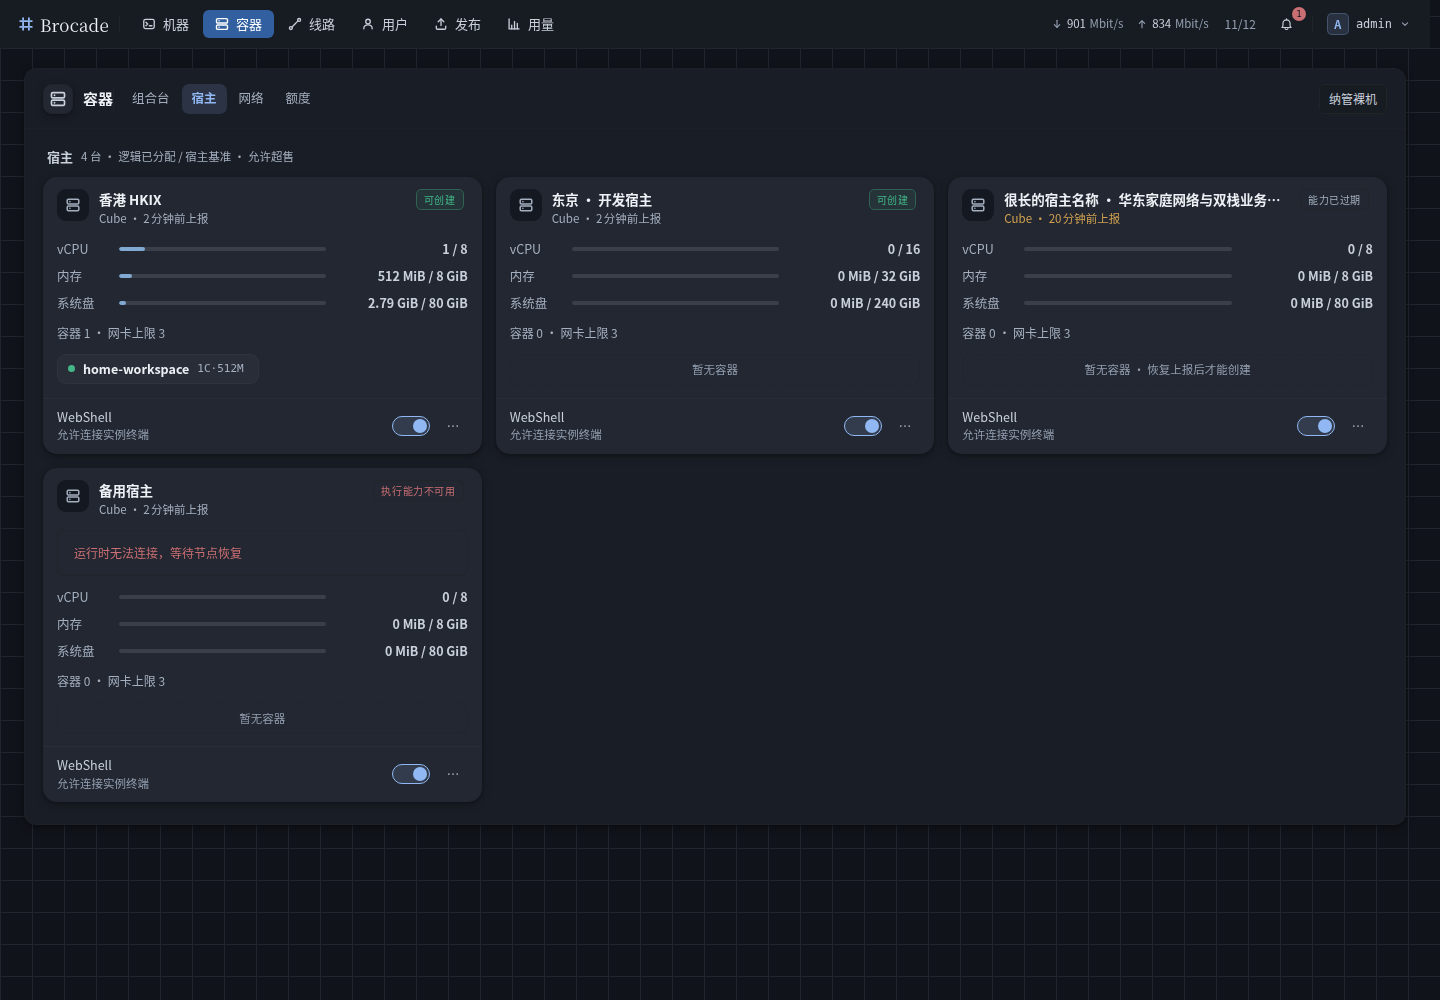 Brocade 机器 容器 线路 用户 发布 用量 901 Mbit/s 834 Mbit/s 11/12 1 A admin
容器 组合台 宿主 网络 额度 纳管裸机
宿主 4 台 · 逻辑已分配 / 宿主基准 · 允许超售
香港 HKIX 可创建
Cube · 2 分钟前上报
vCPU 1 / 8
内存 512 MiB / 8 GiB
系统盘 2.79 GiB / 80 GiB
容器 1 · 网卡上限 3
home-workspace 1C·512M
WebShell
允许连接实例终端
东京 · 开发宿主 可创建
Cube · 2 分钟前上报
vCPU 0 / 16
内存 0 MiB / 32 GiB
系统盘 0 MiB / 240 GiB
容器 0 · 网卡上限 3
暂无容器
WebShell
允许连接实例终端
很长的宿主名称 · 华东家庭网络与双栈业务… 能力已过期
Cube · 20 分钟前上报
vCPU 0 / 8
内存 0 MiB / 8 GiB
系统盘 0 MiB / 80 GiB
容器 0 · 网卡上限 3
暂无容器 · 恢复上报后才能创建
WebShell
允许连接实例终端
备用宿主 执行能力不可用
Cube · 2 分钟前上报
运行时无法连接，等待节点恢复
vCPU 0 / 8
内存 0 MiB / 8 GiB
系统盘 0 MiB / 80 GiB
容器 0 · 网卡上限 3
暂无容器
WebShell
允许连接实例终端